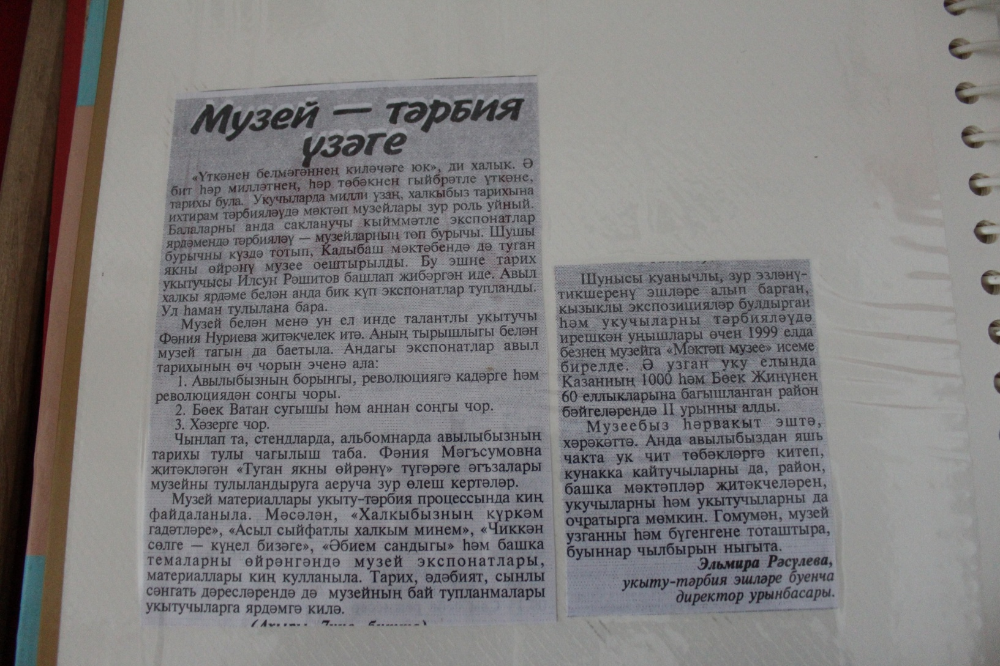 Музей — тәрбия
үзәге
«Үткәнен белмәгәннең киләчәге юк», ди халык. Ә
бит һәр милләтнең, һәр төбәкнең гыйбрәтле үткәне,
тарихы була. Укучыларда милли үзаң, халкыбыз тарихына
ихтирам тәрбияләүдә мәктәп музейлары зур роль уйный.
Балаларны анда саклануچы кыйммәтле экспонатлар
ярдәмендә тәрбияләү — музейларның төп бурычы. Шушы
бурычны күздә тотып, Кадыбаш мәктәбендә дә туган
якны өйрәнү музее оештырылды. Бу эшне тарих
укытучысы Илсун Рәшитов башлап җибәргән иде. Авыл
халкы ярдәме белән анда бик күп экспонатлар тупланды.
Ул һаман тулылана бара.
Музей белән менә ун ел инде талантлы укытучы
Фәния Нуриева җитәкчелек итә. Аның тырышлыгы белән
музей тагын да баетыла. Андагы экспонатлар авыл
тарихының өч чорын эченә ала:
1. Авылыбызның борынгы, революциягә кадәрге һәм
революциядән соңгы чоры.
2. Бөек Ватан сугышы һәм аннан соңгы чор.
3. Хәзерге чор.
Чынлап та, стендларда, альбомнарда авылыбызның
тарихы тулы чагылыш таба. Фәния Мәгъсумовна
җитәкләгән «Туган якны өйрәнү» түгәрәге әгъзалары
музейны тулыландыруга аеруча зур өлеш кертәләр.
Музей материаллары укыту-тәрбия процессында киң
файдаланыла. Мәсәлән, «Халкыбызның күркәм
гадәтләре», «Асыл сыйфатлы халкым минем», «Чиккән
сөлге — күңел бизәге», «Әбием сандыгы» һәм башка
темаларны өйрәнгәндә музей экспонатлары,
материаллары киң кулланыла. Тарих, әдәбият, сынлы
сәнгать дәресләрендә дә музейның бай тупланмалары
укытучыларга ярдәмгә килә.
Шунысы куанычлы, зур эзләнү-
тикшеренү эшләре алып барган,
кызыклы экспозицияләр булдырган
һәм укучыларны тәрбияләүдә
ирешкән уңышлары өчен 1999 елда
безнең музейга «Мәктәп музее» исеме
бирелде. Ә узган уку елында
Казанның 1000 һәм Бөек Җиңүнең
60 еллыкларына багышланган район
бәйгеләрендә II урынны алды.
Музеебыз һәрвакыт эштә,
хәрәкәттә. Анда авылыбыздан яшь
чакта ук чит төбәкләргә китеп,
кунакка кайтучыларны да, район,
башка мәктәпләр җитәкчеләрен,
укучыларны һәм укытучыларны да
очратырга мөмкин. Гомумән, музей
узганны һәм бүгенгене тоташтыра,
буыннар чылбырын ныгыта.
Эльмира Рәсүлева,
укыту-тәрбия эшләре буенча
директор урынбасары.